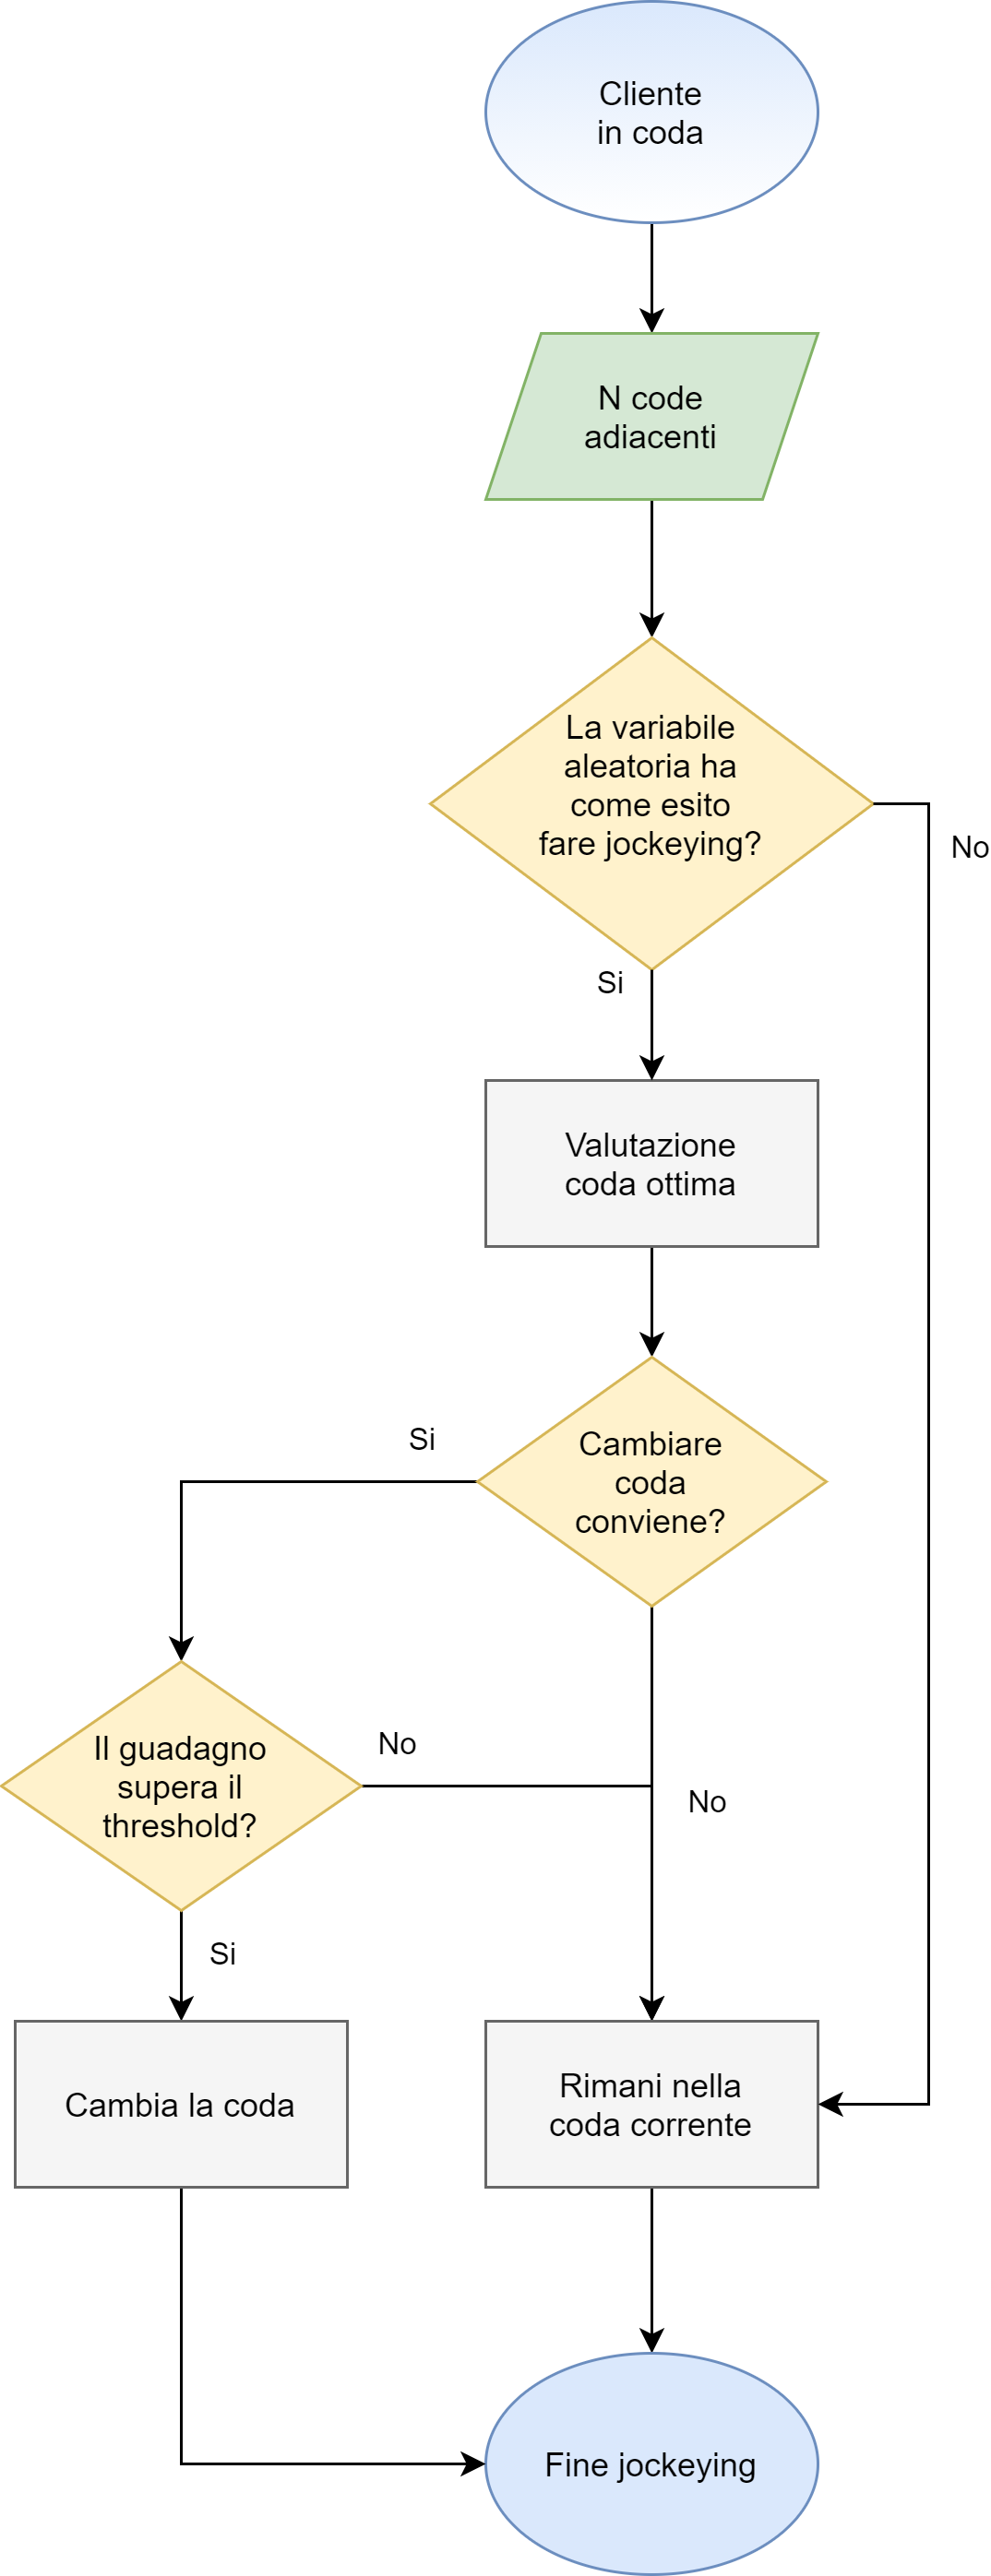 Cliente
in coda
N code
adiacenti
La variabile
aleatoria ha
come esito
fare jockeying?
No
Si
Valutazione
coda ottima
Si
Cambiare
coda
conviene?
Il guadagno
supera il
threshold?
No
No
Si
Cambia la coda
Rimani nella
coda corrente
Fine jockeying